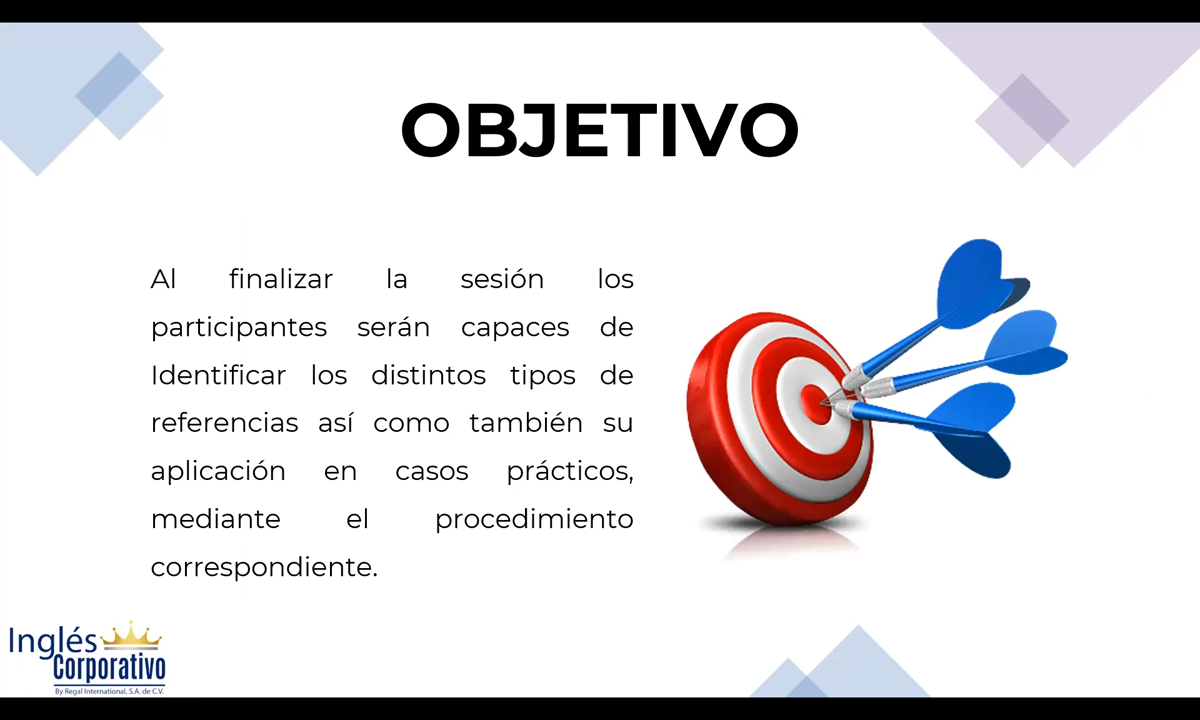 OBJETIVO
Al finalizar la sesión los
participantes serán capaces de
Identificar los distintos tipos de
referencias así como también su
aplicación en casos prácticos,
mediante el procedimiento
correspondiente.
Inglés
Corporativo
By Regal International, S.A. de C.V.